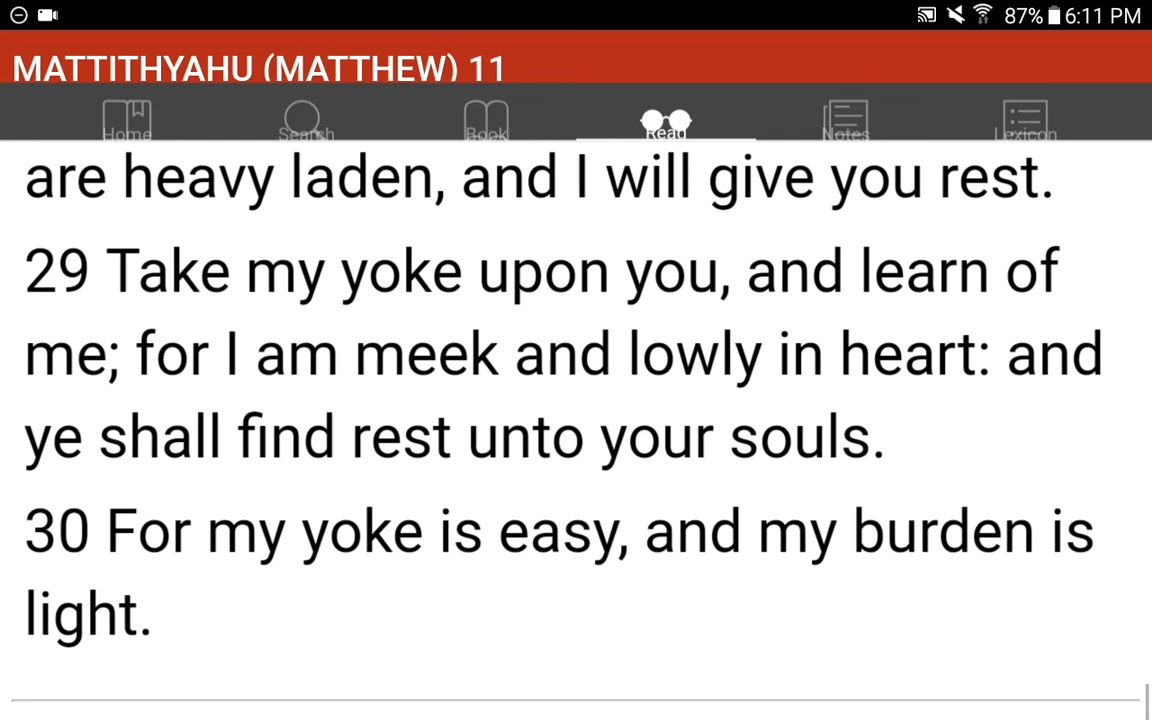 87% 6:11 PM
MATTITHYAHU (MATTHEW) 11
Home Search Book Read Notes Lexicon
are heavy laden, and I will give you rest.
29 Take my yoke upon you, and learn of
me; for I am meek and lowly in heart: and
ye shall find rest unto your souls.
30 For my yoke is easy, and my burden is
light.